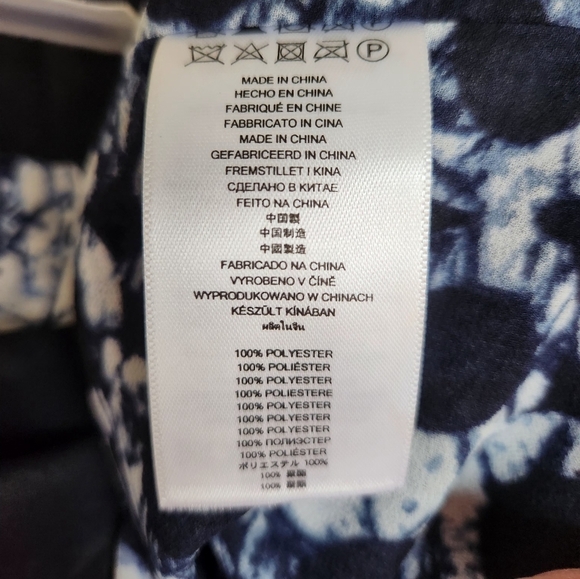 P
MADE IN CHINA
HECHO EN CHINA
FABRIQUÉ EN CHINE
FABBRICATO IN CINA
MADE IN CHINA
GEFABRICEERD IN CHINA
FREMSTILLET I KINA
СДЕЛАНО В КИТАЕ
FEITO NA CHINA
中国製
中国制造
中國製造
FABRICADO NA CHINA
VYROBENO V ČÍNĚ
WYPRODUKOWANO W CHINACH
KÉSZÜLT KÍNÁBAN
ผลิตในจีน
100% POLYESTER
100% POLIÉSTER
100% POLYESTER
100% POLIESTERE
100% POLYESTER
100% POLYESTER
100% POLYESTER
100% ПОЛИЭСТЕР
100% POLIÉSTER
ポリエステル 100%
100%
100%